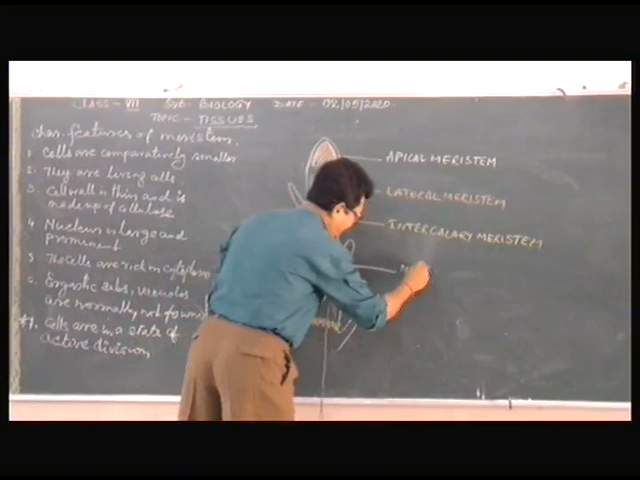 CLASS - VII SUB - BIOLOGY DATE - 02/05/2020
TOPIC - TISSUES
Char. features of meristem.
1. Cells are comparatively smaller
2. They are living cells
3. Cell wall is thin and is
made up of cellulose
4. Nucleus is large and
prominent
5. The Cells are rich in cytoplasm
6. Ergastic subs, vacuoles
are normally not found
*7. Cells are in a state of
active division
APICAL MERISTEM
LATERAL MERISTEM
INTERCALARY MERISTEM